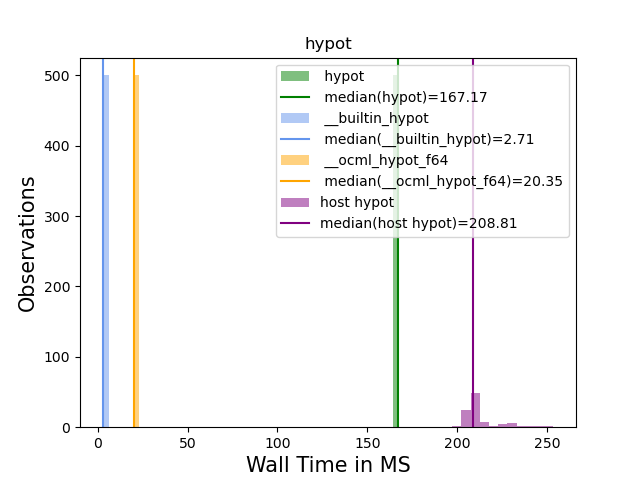 hypot
500
400
300
200
100
0
Observations
hypot
median(hypot)=167.17
__builtin_hypot
median(__builtin_hypot)=2.71
__ocml_hypot_f64
median(__ocml_hypot_f64)=20.35
host hypot
median(host hypot)=208.81
0 50 100 150 200 250
Wall Time in MS